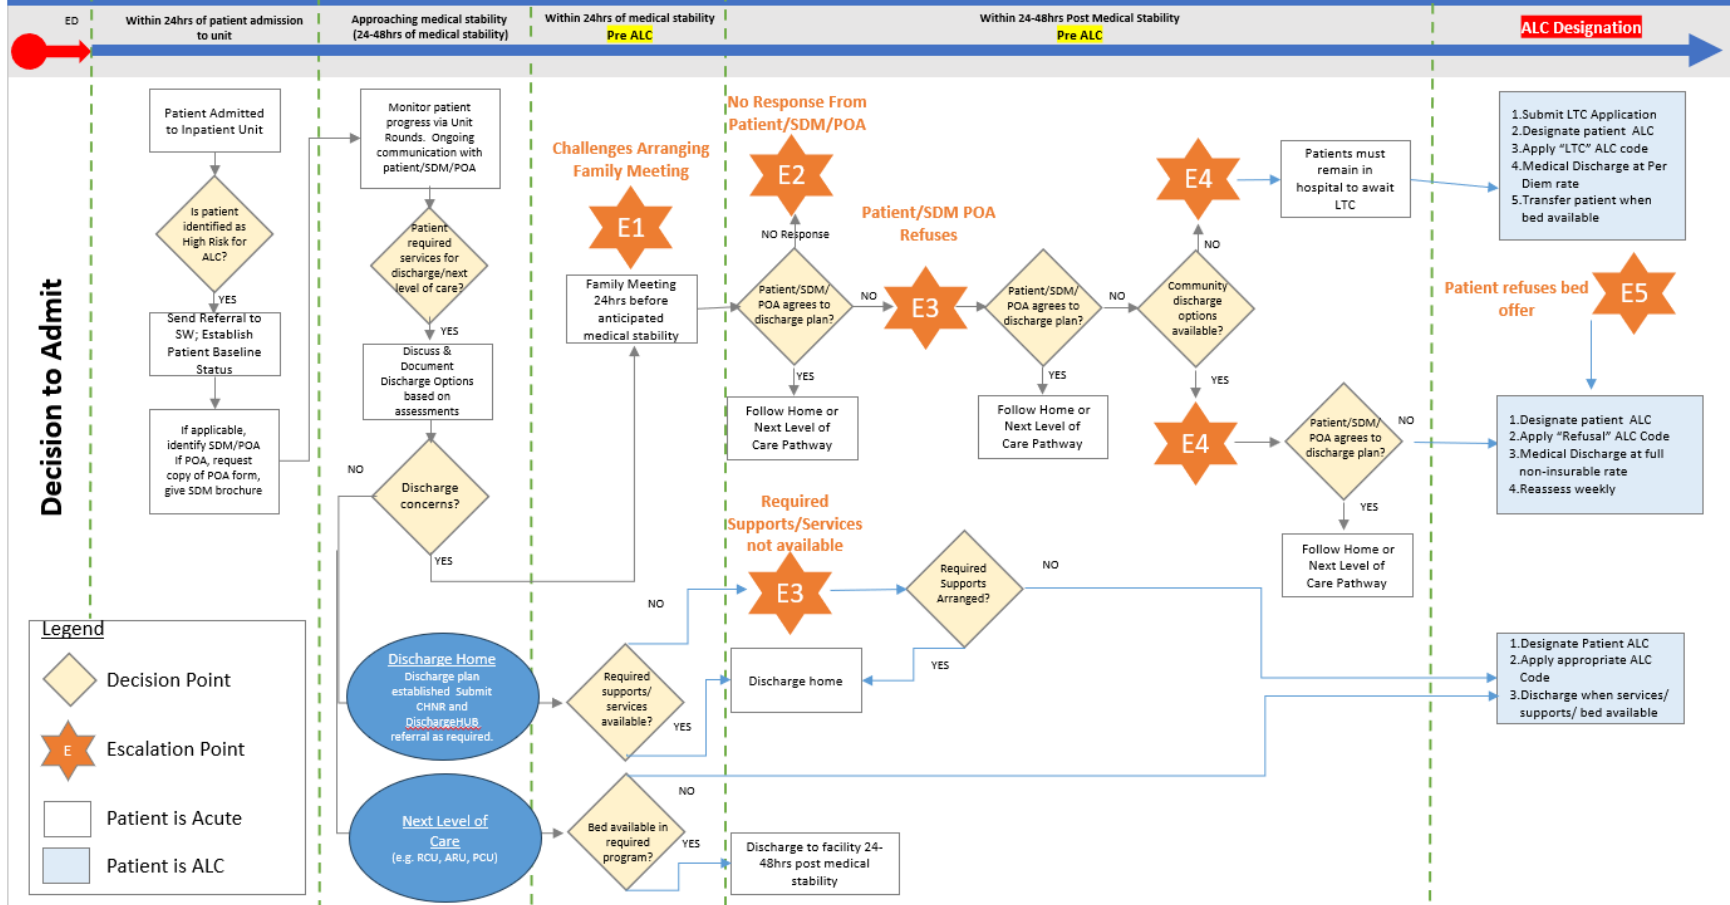 ED
Within 24hrs of patient admission
to unit
Approaching medical stability
(24-48hrs of medical stability)
Within 24hrs of medical stability
Pre ALC
Within 24-48hrs Post Medical Stability
Pre ALC
ALC Designation
Decision to Admit
Patient Admitted
to Inpatient Unit
Is patient
identified as
High Risk for
ALC?
YES
Send Referral to
SW; Establish
Patient Baseline
Status
If applicable,
identify SDM/POA
If POA, request
copy of POA form,
give SDM brochure
Monitor patient
progress via Unit
Rounds. Ongoing
communication with
patient/SDM/POA
Patient
required
services for
discharge/next
level of care?
YES
Discuss &
Document
Discharge Options
based on
assessments
NO
Discharge
concerns?
YES
Discharge Home
Discharge plan
established Submit
CHNR and
DischargeHUB
referral as required.
Next Level of
Care
(e.g. RCU, ARU, PCU)
Challenges Arranging
Family Meeting
E1
Family Meeting
24hrs before
anticipated
medical stability
NO
Required
supports/
services
available?
YES
NO
Bed available in
required
program?
YES
No Response From
Patient/SDM/POA
E2
NO Response
Patient/SDM/
POA agrees to
discharge plan?
NO
YES
Follow Home or
Next Level of
Care Pathway
Patient/SDM POA
Refuses
E3
Patient/SDM/
POA agrees to
discharge plan?
NO
YES
Follow Home or
Next Level of
Care Pathway
E4
NO
Community
discharge
options
available?
YES
E4
Patients must
remain in
hospital to await
LTC
Patient/SDM/
POA agrees to
discharge plan?
NO
YES
Follow Home or
Next Level of
Care Pathway
Required
Supports/Services
not available
E3
Required
Supports
Arranged?
NO
YES
Discharge home
Discharge to facility 24-
48hrs post medical
stability
1.Submit LTC Application
2.Designate patient ALC
3.Apply “LTC” ALC code
4.Medical Discharge at Per
Diem rate
5.Transfer patient when
bed available
Patient refuses bed
offer
E5
1.Designate patient ALC
2.Apply “Refusal” ALC Code
3.Medical Discharge at full
non-insurable rate
4.Reassess weekly
1.Designate Patient ALC
2.Apply appropriate ALC
Code
3.Discharge when services/
supports/ bed available
Legend
Decision Point
E
Escalation Point
Patient is Acute
Patient is ALC